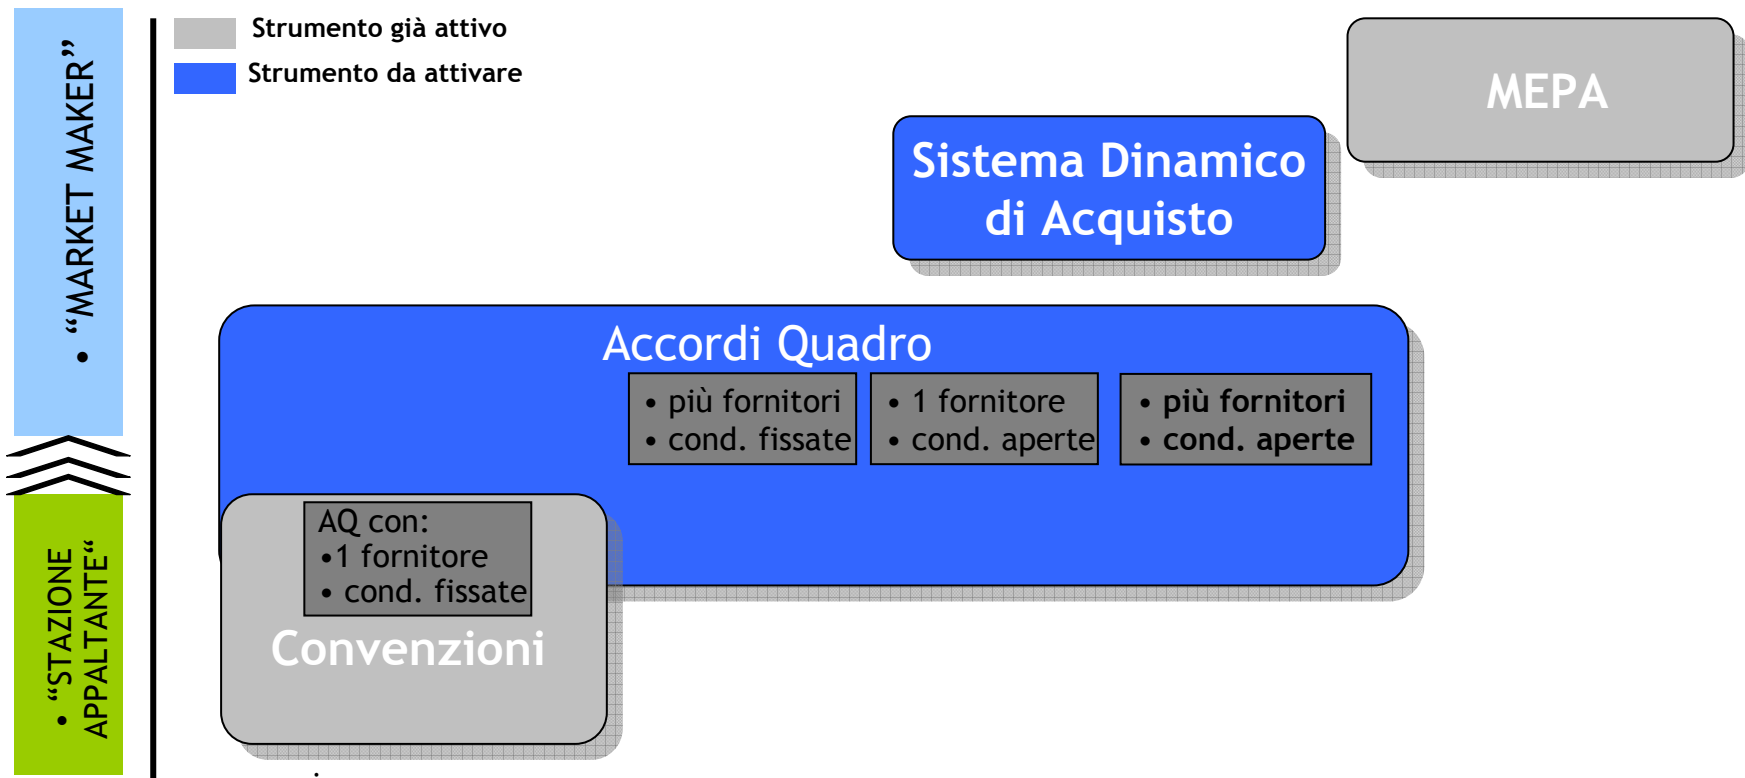 Strumento già attivo
Strumento da attivare
• “MARKET MAKER”
• “STAZIONE
APPALTANTE“
MEPA
Sistema Dinamico
di Acquisto
Accordi Quadro
• più fornitori
• cond. fissate
• 1 fornitore
• cond. aperte
• più fornitori
• cond. aperte
AQ con:
•1 fornitore
• cond. fissate
Convenzioni